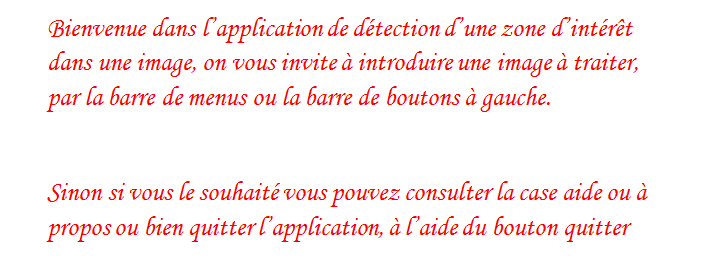 Bienvenue dans l’application de détection d’une zone d’intérêt
dans une image, on vous invite à introduire une image à traiter,
par la barre de menus ou la barre de boutons à gauche.
Sinon si vous le souhaité vous pouvez consulter la case aide ou à
propos ou bien quitter l’application, à l’aide du bouton quitter